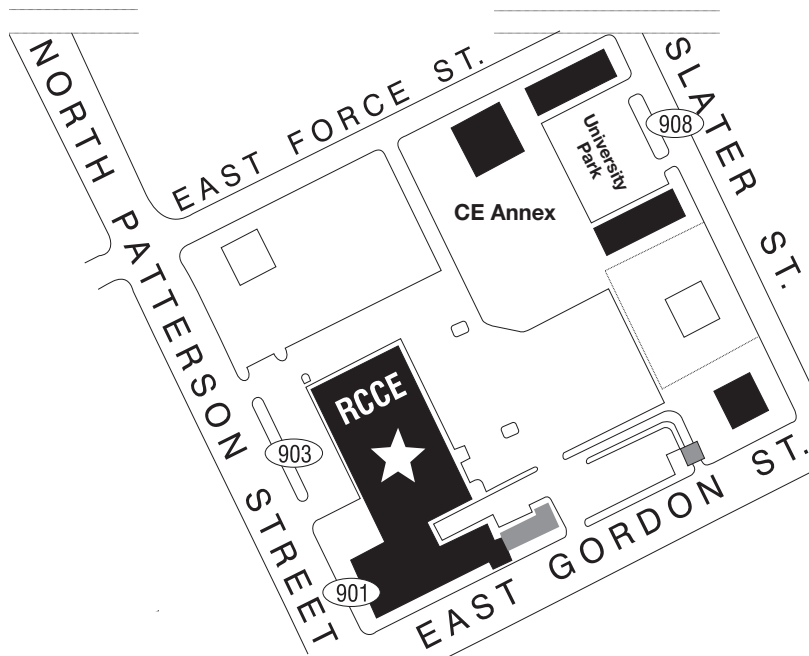 NORTH PATTERSON STREET
EAST FORCE ST.
SLATER ST.
908
University
Park
CE Annex
RCCE
903
901
EAST GORDON ST.